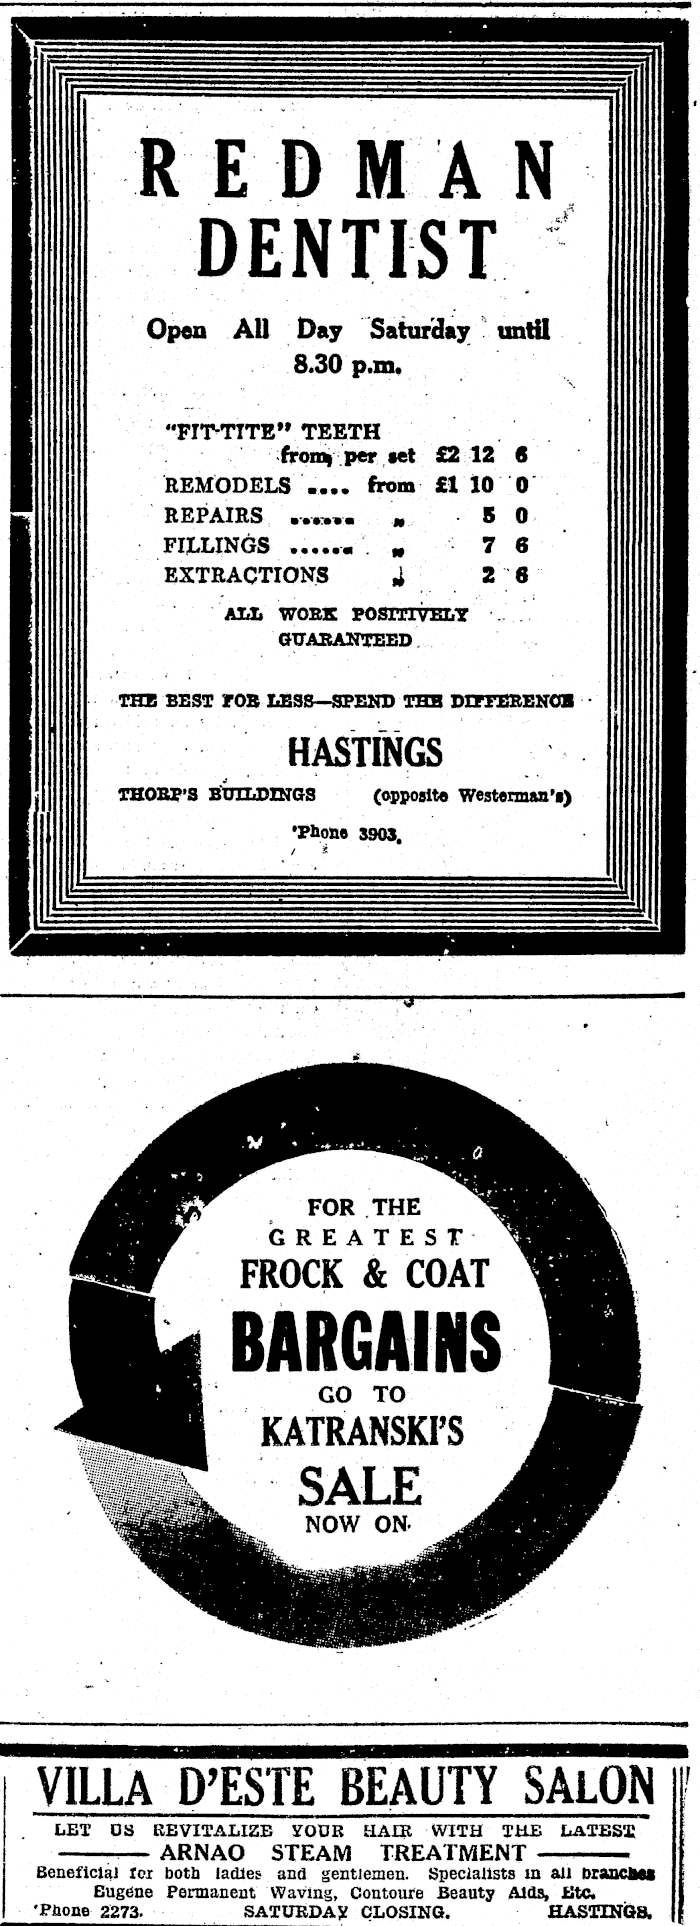 REDMAN
DENTIST
Open All Day Saturday until
8.30 p.m.
"FIT-TITE" TEETH
from, per set £2 12 6
REMODELS .... from £1 10 0
REPAIRS ...... „ 5 0
FILLINGS ...... „ 7 6
EXTRACTIONS „ 2 6
ALL WORK POSITIVELY
GUARANTEED
THE BEST FOR LESS—SPEND THE DIFFERENCE
HASTINGS
THORP'S BUILDINGS (opposite Westerman's)
'Phone 3903.
FOR THE
GREATEST
FROCK & COAT
BARGAINS
GO TO
KATRANSKI'S
SALE
NOW ON.
VILLA D'ESTE BEAUTY SALON
LET US REVITALIZE YOUR HAIR WITH THE LATEST
ARNAO STEAM TREATMENT
Beneficial for both ladies and gentlemen. Specialists in all branches
Eugene Permanent Waving, Contoure Beauty Aids, Etc.
'Phone 2273. SATURDAY CLOSING. HASTINGS.